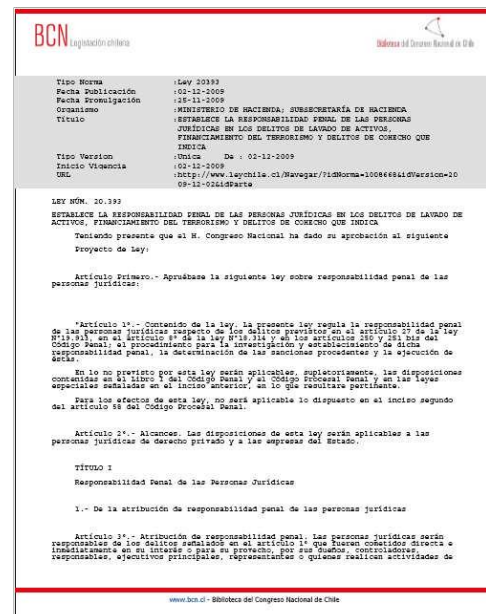 BCN Legislación chilena
Biblioteca del Congreso Nacional de Chile
Tipo Norma :Ley 20393
Fecha Publicación :02-12-2009
Fecha Promulgación :25-11-2009
Organismo :MINISTERIO DE HACIENDA; SUBSECRETARÍA DE HACIENDA
Título :ESTABLECE LA RESPONSABILIDAD PENAL DE LAS PERSONAS
JURÍDICAS EN LOS DELITOS DE LAVADO DE ACTIVOS,
FINANCIAMIENTO DEL TERRORISMO Y DELITOS DE COHECHO QUE
INDICA
Tipo Version :Unica De : 02-12-2009
Inicio Vigencia :02-12-2009
URL :http://www.leychile.cl/Navegar/?idNorma=1008668&idVersion=20
09-12-02&idParte
LEY NÚM. 20.393
ESTABLECE LA RESPONSABILIDAD PENAL DE LAS PERSONAS JURÍDICAS EN LOS DELITOS DE LAVADO DE
ACTIVOS, FINANCIAMIENTO DEL TERRORISMO Y DELITOS DE COHECHO QUE INDICA
Teniendo presente que el H. Congreso Nacional ha dado su aprobación al siguiente
Proyecto de Ley:
Artículo Primero.- Apruébase la siguiente ley sobre responsabilidad penal de las
personas jurídicas:
"Artículo 1º.- Contenido de la ley. La presente ley regula la responsabilidad penal
de las personas jurídicas respecto de los delitos previstos en el artículo 27 de la ley
Nº19.913, en el artículo 8º de la ley Nº18.314 y en los artículos 250 y 251 bis del
Código Penal; el procedimiento para la investigación y establecimiento de dicha
responsabilidad penal, la determinación de las sanciones procedentes y la ejecución de
éstas.
En lo no previsto por esta ley serán aplicables, supletoriamente, las disposiciones
contenidas en el Libro I del Código Penal y el Código Procesal Penal y en las leyes
especiales señaladas en el inciso anterior, en lo que resultare pertinente.
Para los efectos de esta ley, no será aplicable lo dispuesto en el inciso segundo
del artículo 58 del Código Procesal Penal.
Artículo 2º.- Alcances. Las disposiciones de esta ley serán aplicables a las
personas jurídicas de derecho privado y a las empresas del Estado.
TÍTULO I
Responsabilidad Penal de las Personas Jurídicas
1.- De la atribución de responsabilidad penal de las personas jurídicas
Artículo 3º.- Atribución de responsabilidad penal. Las personas jurídicas serán
responsables de los delitos señalados en el artículo 1º que fueren cometidos directa e
inmediatamente en su interés o para su provecho, por sus dueños, controladores,
responsables, ejecutivos principales, representantes o quienes realicen actividades de
www.bcn.cl - Biblioteca del Congreso Nacional de Chile